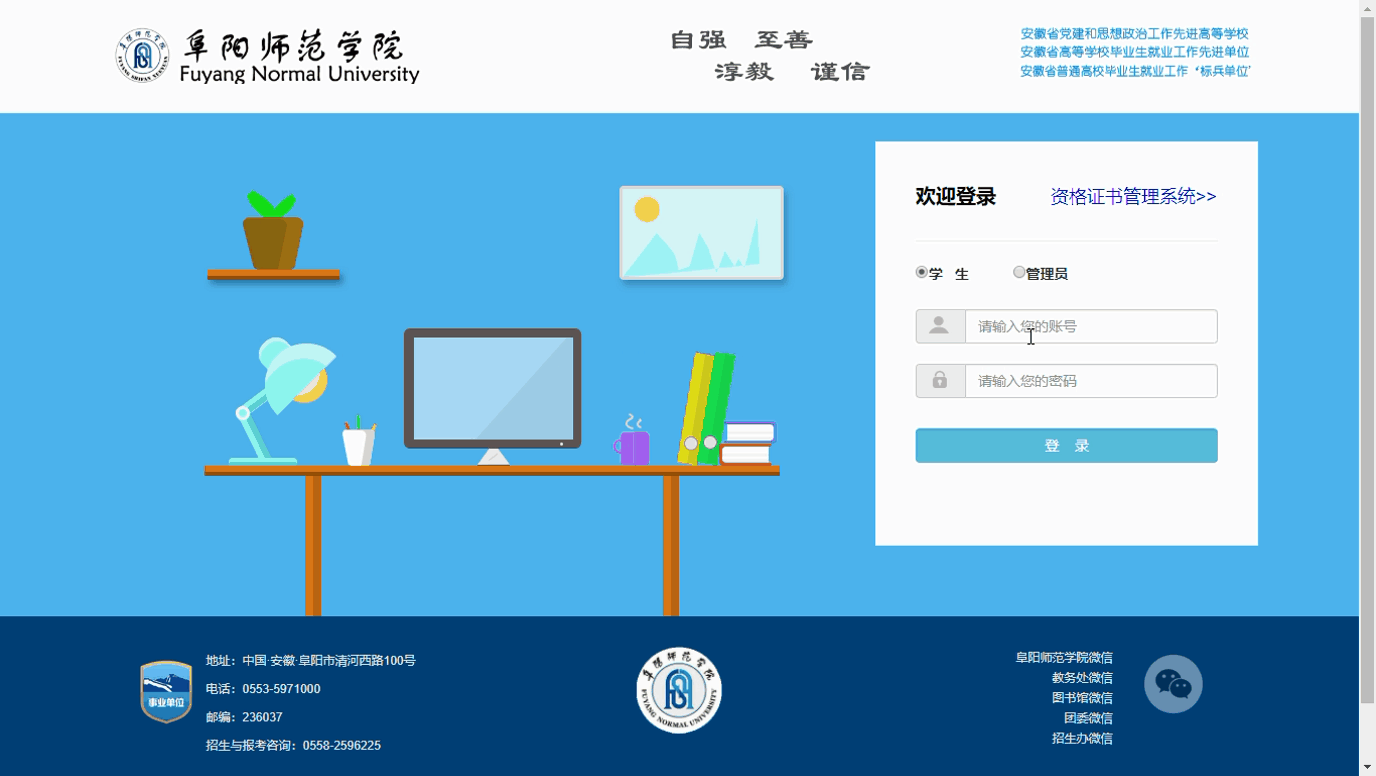 阜阳师范学院
Fuyang Normal University
自强 至善
淳毅 谨信
安徽省党建和思想政治工作先进高等学校
安徽省高等学校毕业生就业工作先进单位
安徽省普通高校毕业生就业工作‘标兵单位’
欢迎登录
资格证书管理系统>>
学 生
管理员
请输入您的账号
请输入您的密码
登 录
事业单位
地址：中国·安徽·阜阳市清河西路100号
电话：0553-5971000
邮编：236037
招生与报考咨询：0558-2596225
阜阳师范学院
FUYANG NORMAL UNIVERSITY
阜阳师范学院微信
教务处微信
图书馆微信
团委微信
招生办微信